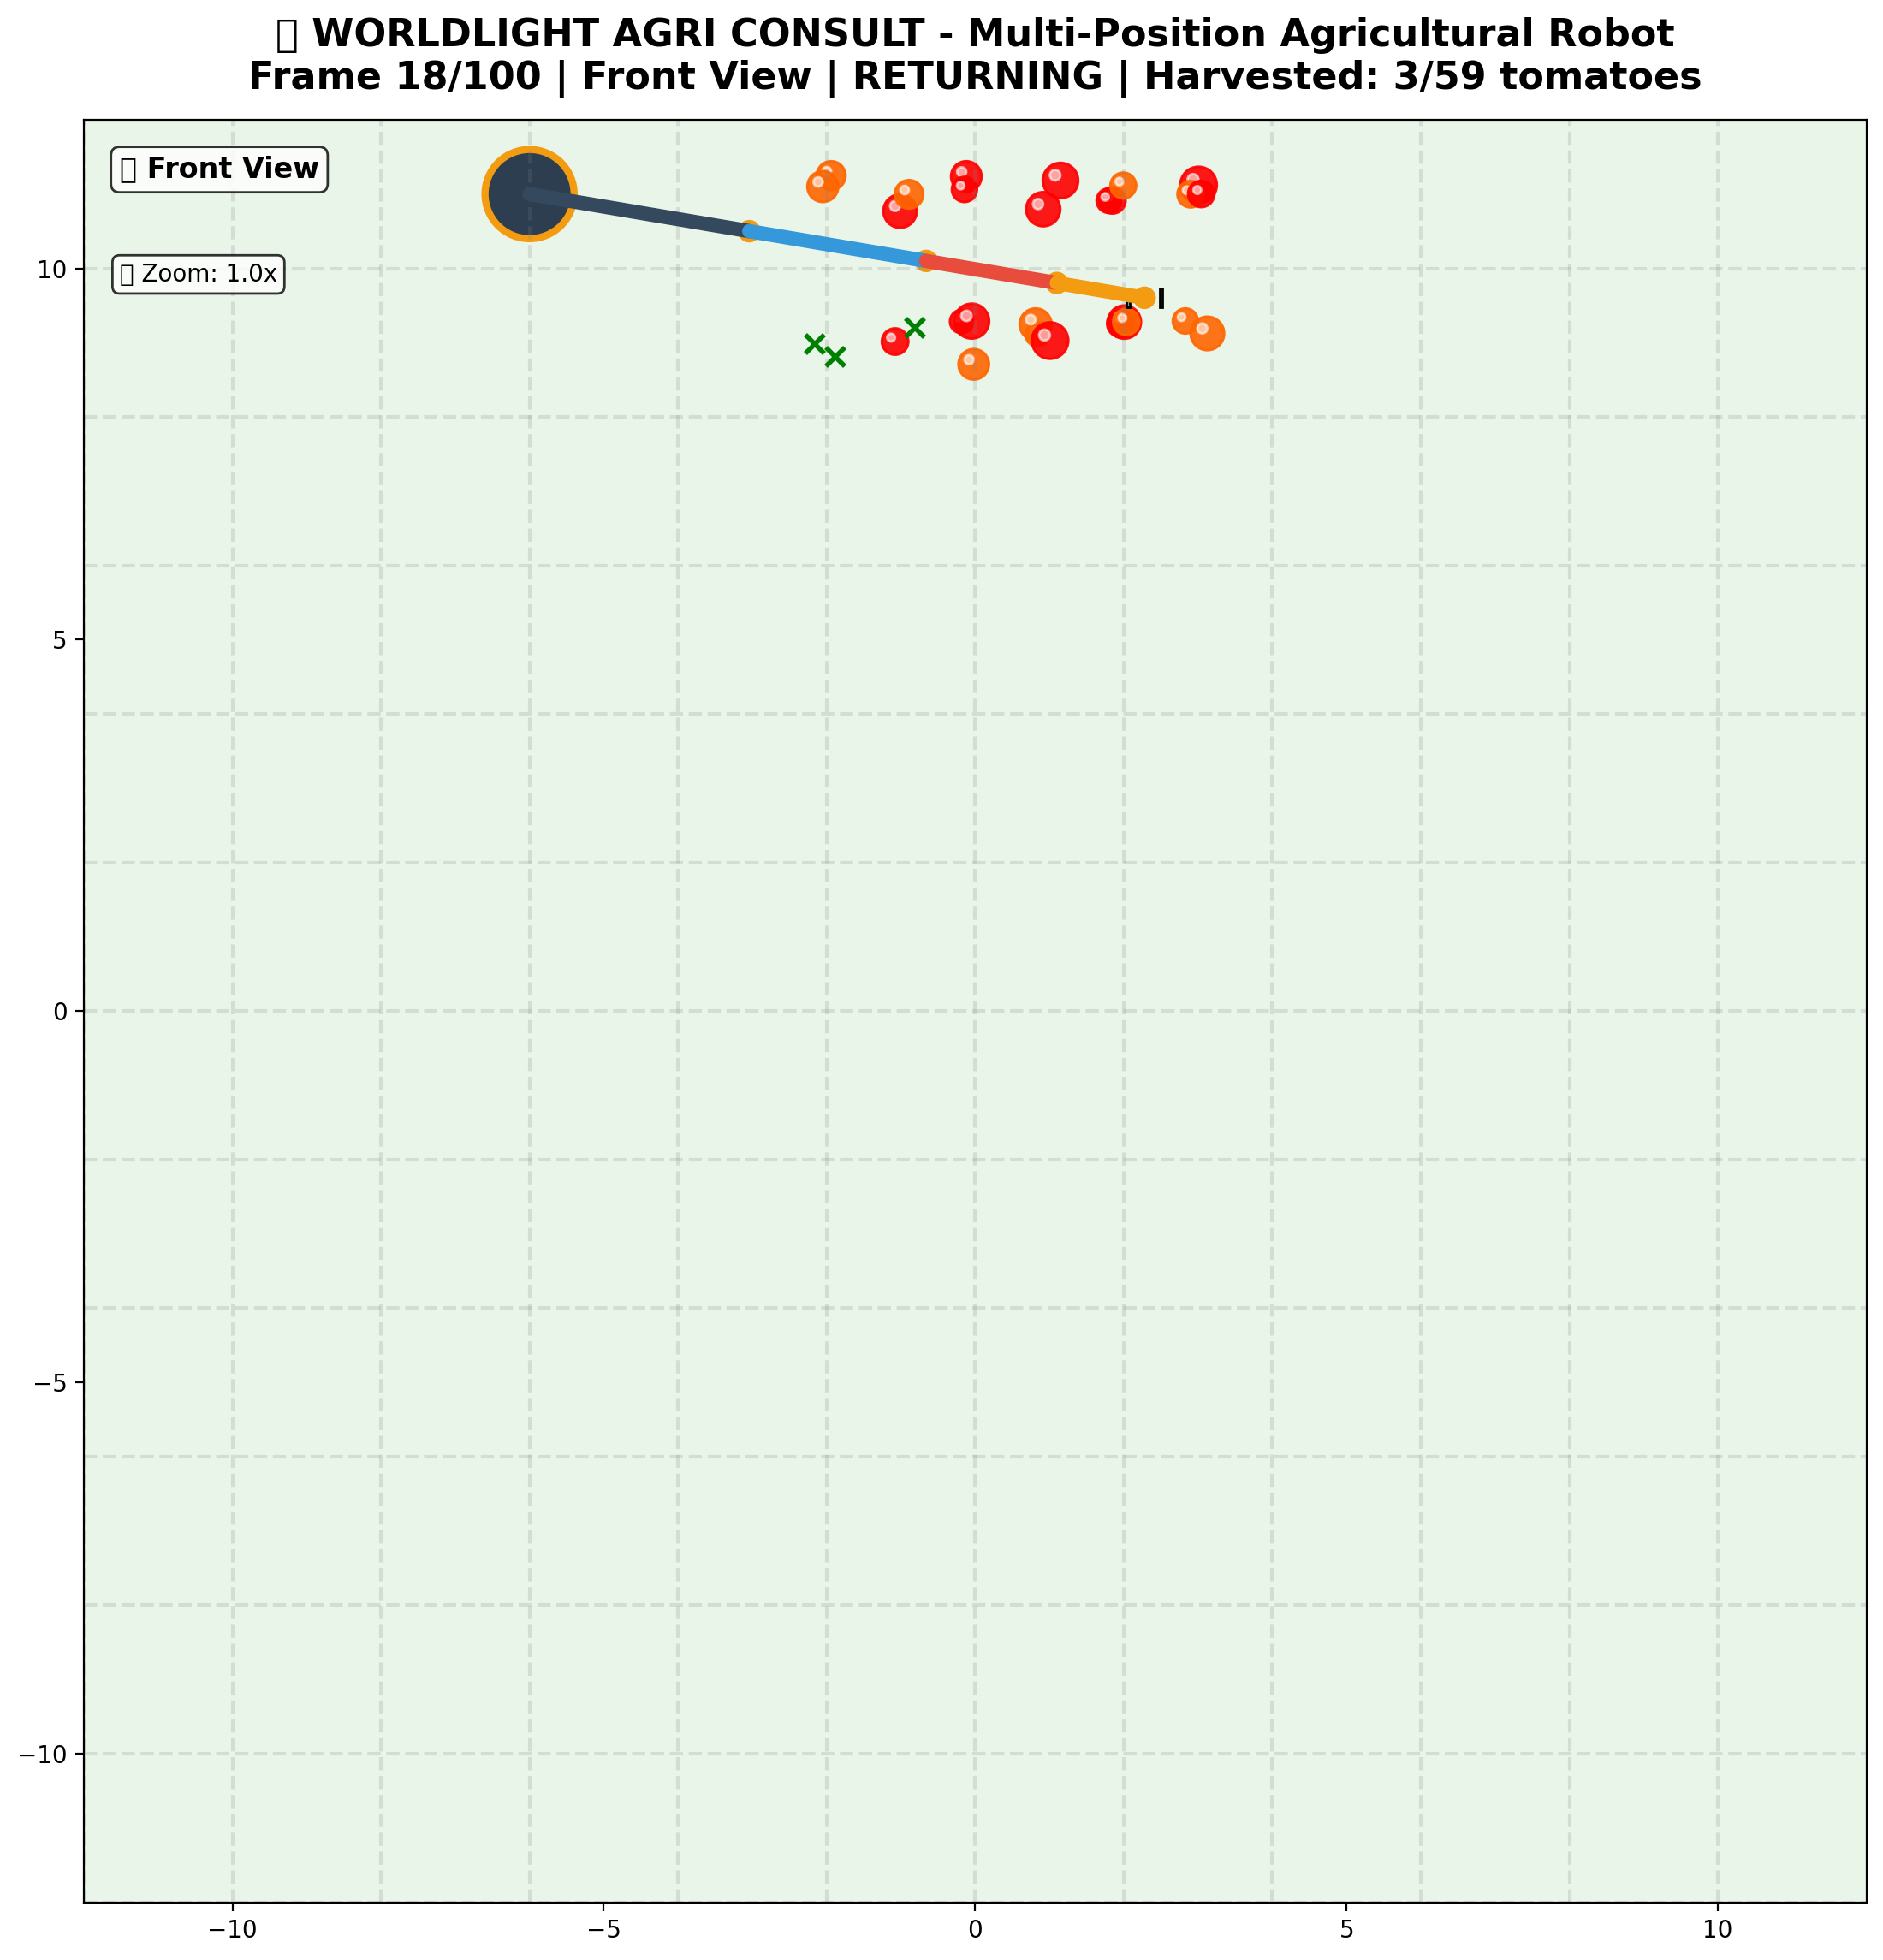 WORLDLIGHT AGRI CONSULT - Multi-Position Agricultural Robot
Frame 18/100 | Front View | RETURNING | Harvested: 3/59 tomatoes
Front View
Zoom: 1.0x
10
5
0
−5
−10
−10
−5
0
5
10